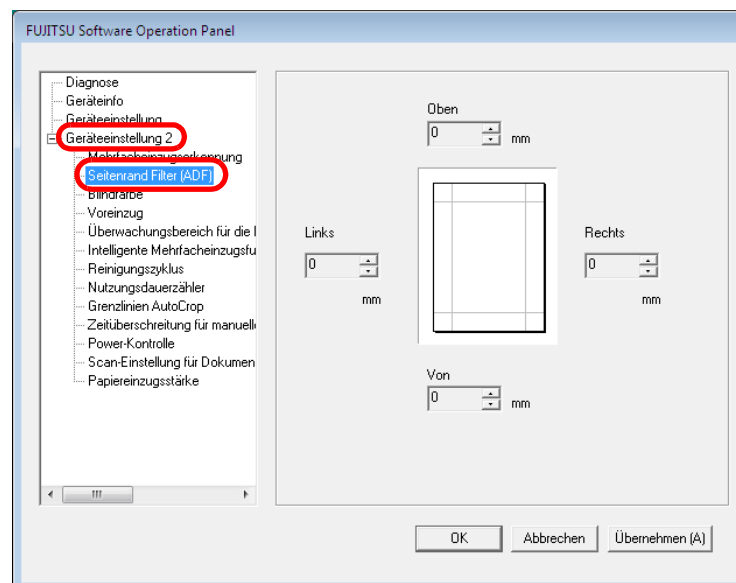 FUJITSU Software Operation Panel
Diagnose
Geräteinfo
Geräteeinstellung
Geräteeinstellung 2
Mehrfacheinzugserkennung
Seitenrand Filter (ADF)
Blindfarbe
Voreinzug
Überwachungsbereich für die I
Intelligente Mehrfacheinzugsfu
Reinigungszyklus
Nutzungsdauerzähler
Grenzlinien AutoCrop
Zeitüberschreitung für manuell
Power-Kontrolle
Scan-Einstellung für Dokumen
Papiereinzugsstärke
Oben
0 mm
Links
0
mm
Rechts
0
mm
Von
0 mm
OK Abbrechen Übernehmen (A)